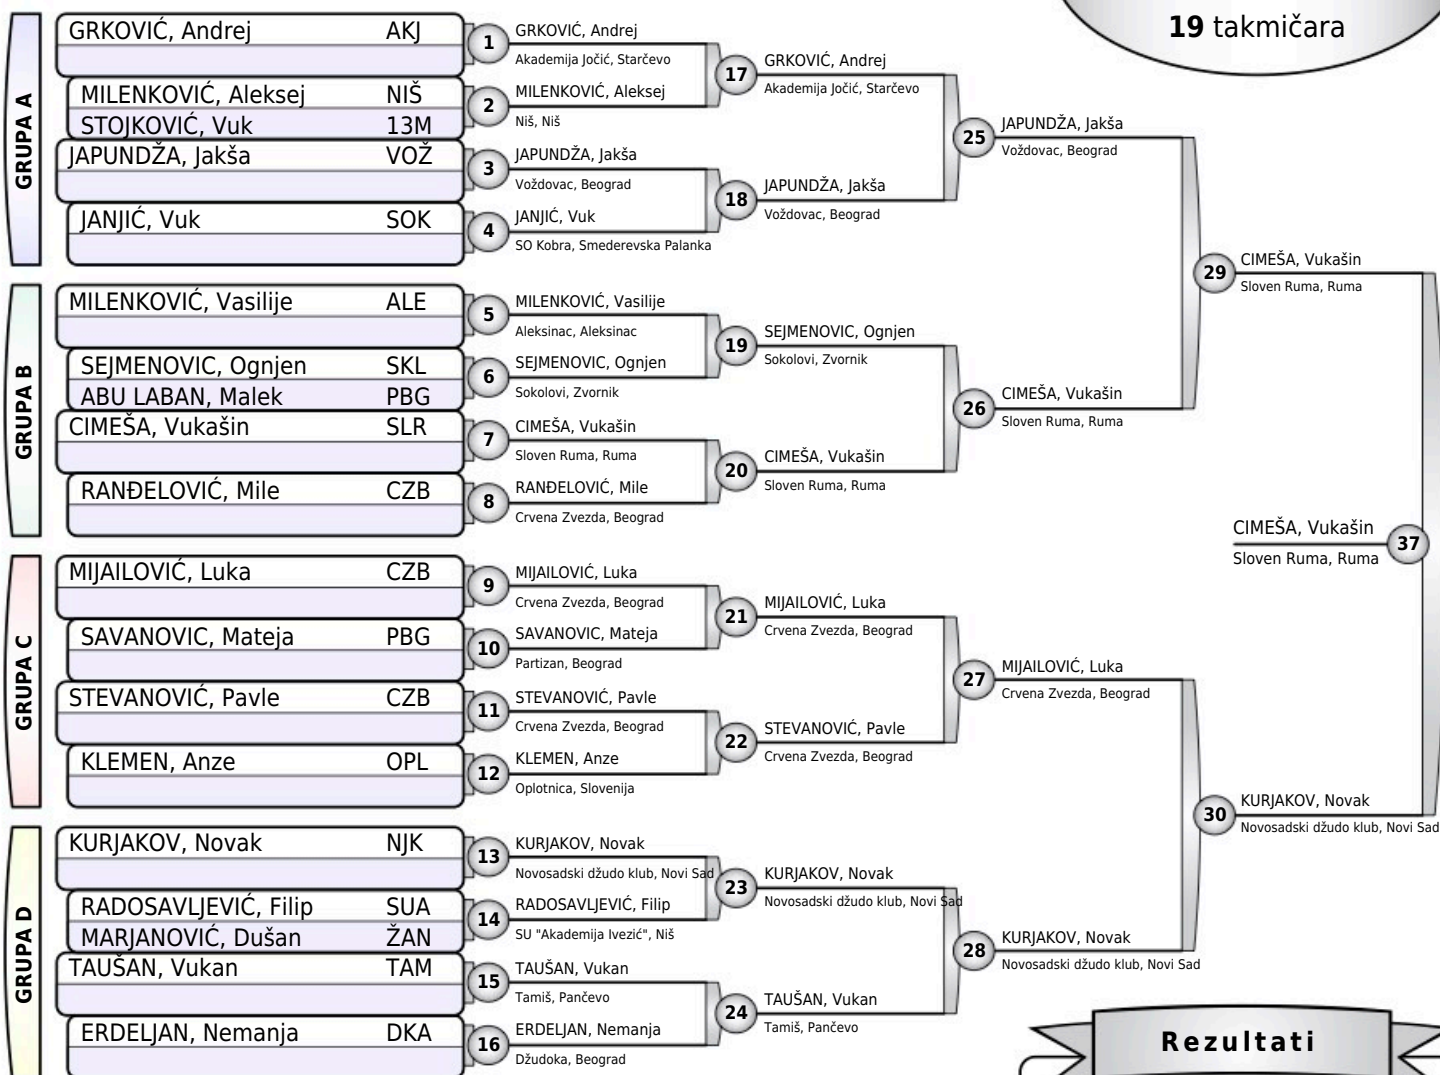 19 takmičara
GRUPA A
GRKOVIĆ, Andrej AKJ
MILENKOVIĆ, Aleksej NIŠ
STOJKOVIĆ, Vuk 13M
JAPUNDŽA, Jakša VOŽ
JANJIĆ, Vuk SOK
GRUPA B
MILENKOVIĆ, Vasilije ALE
SEJMENOVIC, Ognjen SKL
ABU LABAN, Malek PBG
CIMEŠA, Vukašin SLR
RANĐELOVIĆ, Mile CZB
GRUPA C
MIJAILOVIĆ, Luka CZB
SAVANOVIC, Mateja PBG
STEVANOVIĆ, Pavle CZB
KLEMEN, Anze OPL
GRUPA D
KURJAKOV, Novak NJK
RADOSAVLJEVIĆ, Filip SUA
MARJANOVIĆ, Dušan ŽAN
TAUŠAN, Vukan TAM
ERDELJAN, Nemanja DKA
1
GRKOVIĆ, Andrej
Akademija Jočić, Starčevo
2
MILENKOVIĆ, Aleksej
Niš, Niš
3
JAPUNDŽA, Jakša
Voždovac, Beograd
4
JANJIĆ, Vuk
SO Kobra, Smederevska Palanka
5
MILENKOVIĆ, Vasilije
Aleksinac, Aleksinac
6
SEJMENOVIC, Ognjen
Sokolovi, Zvornik
7
CIMEŠA, Vukašin
Sloven Ruma, Ruma
8
RANĐELOVIĆ, Mile
Crvena Zvezda, Beograd
9
MIJAILOVIĆ, Luka
Crvena Zvezda, Beograd
10
SAVANOVIC, Mateja
Partizan, Beograd
11
STEVANOVIĆ, Pavle
Crvena Zvezda, Beograd
12
KLEMEN, Anze
Oplotnica, Slovenija
13
KURJAKOV, Novak
Novosadski džudo klub, Novi Sad
14
RADOSAVLJEVIĆ, Filip
SU "Akademija Ivezić", Niš
15
TAUŠAN, Vukan
Tamiš, Pančevo
16
ERDELJAN, Nemanja
Džudoka, Beograd
17
GRKOVIĆ, Andrej
Akademija Jočić, Starčevo
18
JAPUNDŽA, Jakša
Voždovac, Beograd
19
SEJMENOVIC, Ognjen
Sokolovi, Zvornik
20
CIMEŠA, Vukašin
Sloven Ruma, Ruma
21
MIJAILOVIĆ, Luka
Crvena Zvezda, Beograd
22
STEVANOVIĆ, Pavle
Crvena Zvezda, Beograd
23
KURJAKOV, Novak
Novosadski džudo klub, Novi Sad
24
TAUŠAN, Vukan
Tamiš, Pančevo
25
JAPUNDŽA, Jakša
Voždovac, Beograd
26
CIMEŠA, Vukašin
Sloven Ruma, Ruma
27
MIJAILOVIĆ, Luka
Crvena Zvezda, Beograd
28
KURJAKOV, Novak
Novosadski džudo klub, Novi Sad
29
CIMEŠA, Vukašin
Sloven Ruma, Ruma
30
KURJAKOV, Novak
Novosadski džudo klub, Novi Sad
CIMEŠA, Vukašin
37
Sloven Ruma, Ruma
Rezultati